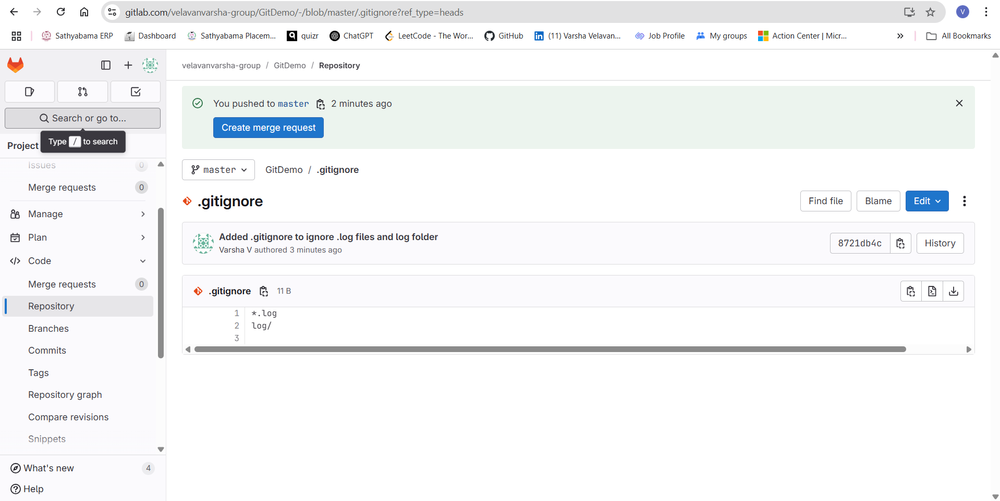 gitlab.com/velavanvarsha-group/GitDemo/-/blob/master/.gitignore?ref_type=heads
V
Sathyabama ERP Dashboard Sathyabama Placem... quizr ChatGPT LeetCode - The Wor... GitHub (11) Varsha Velavan... Job Profile My groups Action Center | Micr... » All Bookmarks
velavanvarsha-group / GitDemo / Repository
Search or go to...
Type / to search
Project
Issues 0
Merge requests 0
Manage
Plan
Code
Merge requests 0
Repository
Branches
Commits
Tags
Repository graph
Compare revisions
Snippets
What's new 4
Help
You pushed to master 2 minutes ago
Create merge request
master GitDemo / .gitignore
.gitignore
Find file Blame Edit
Added .gitignore to ignore .log files and log folder
Varsha V authored 3 minutes ago
8721db4c History
.gitignore 11 B
1 *.log
2 log/
3